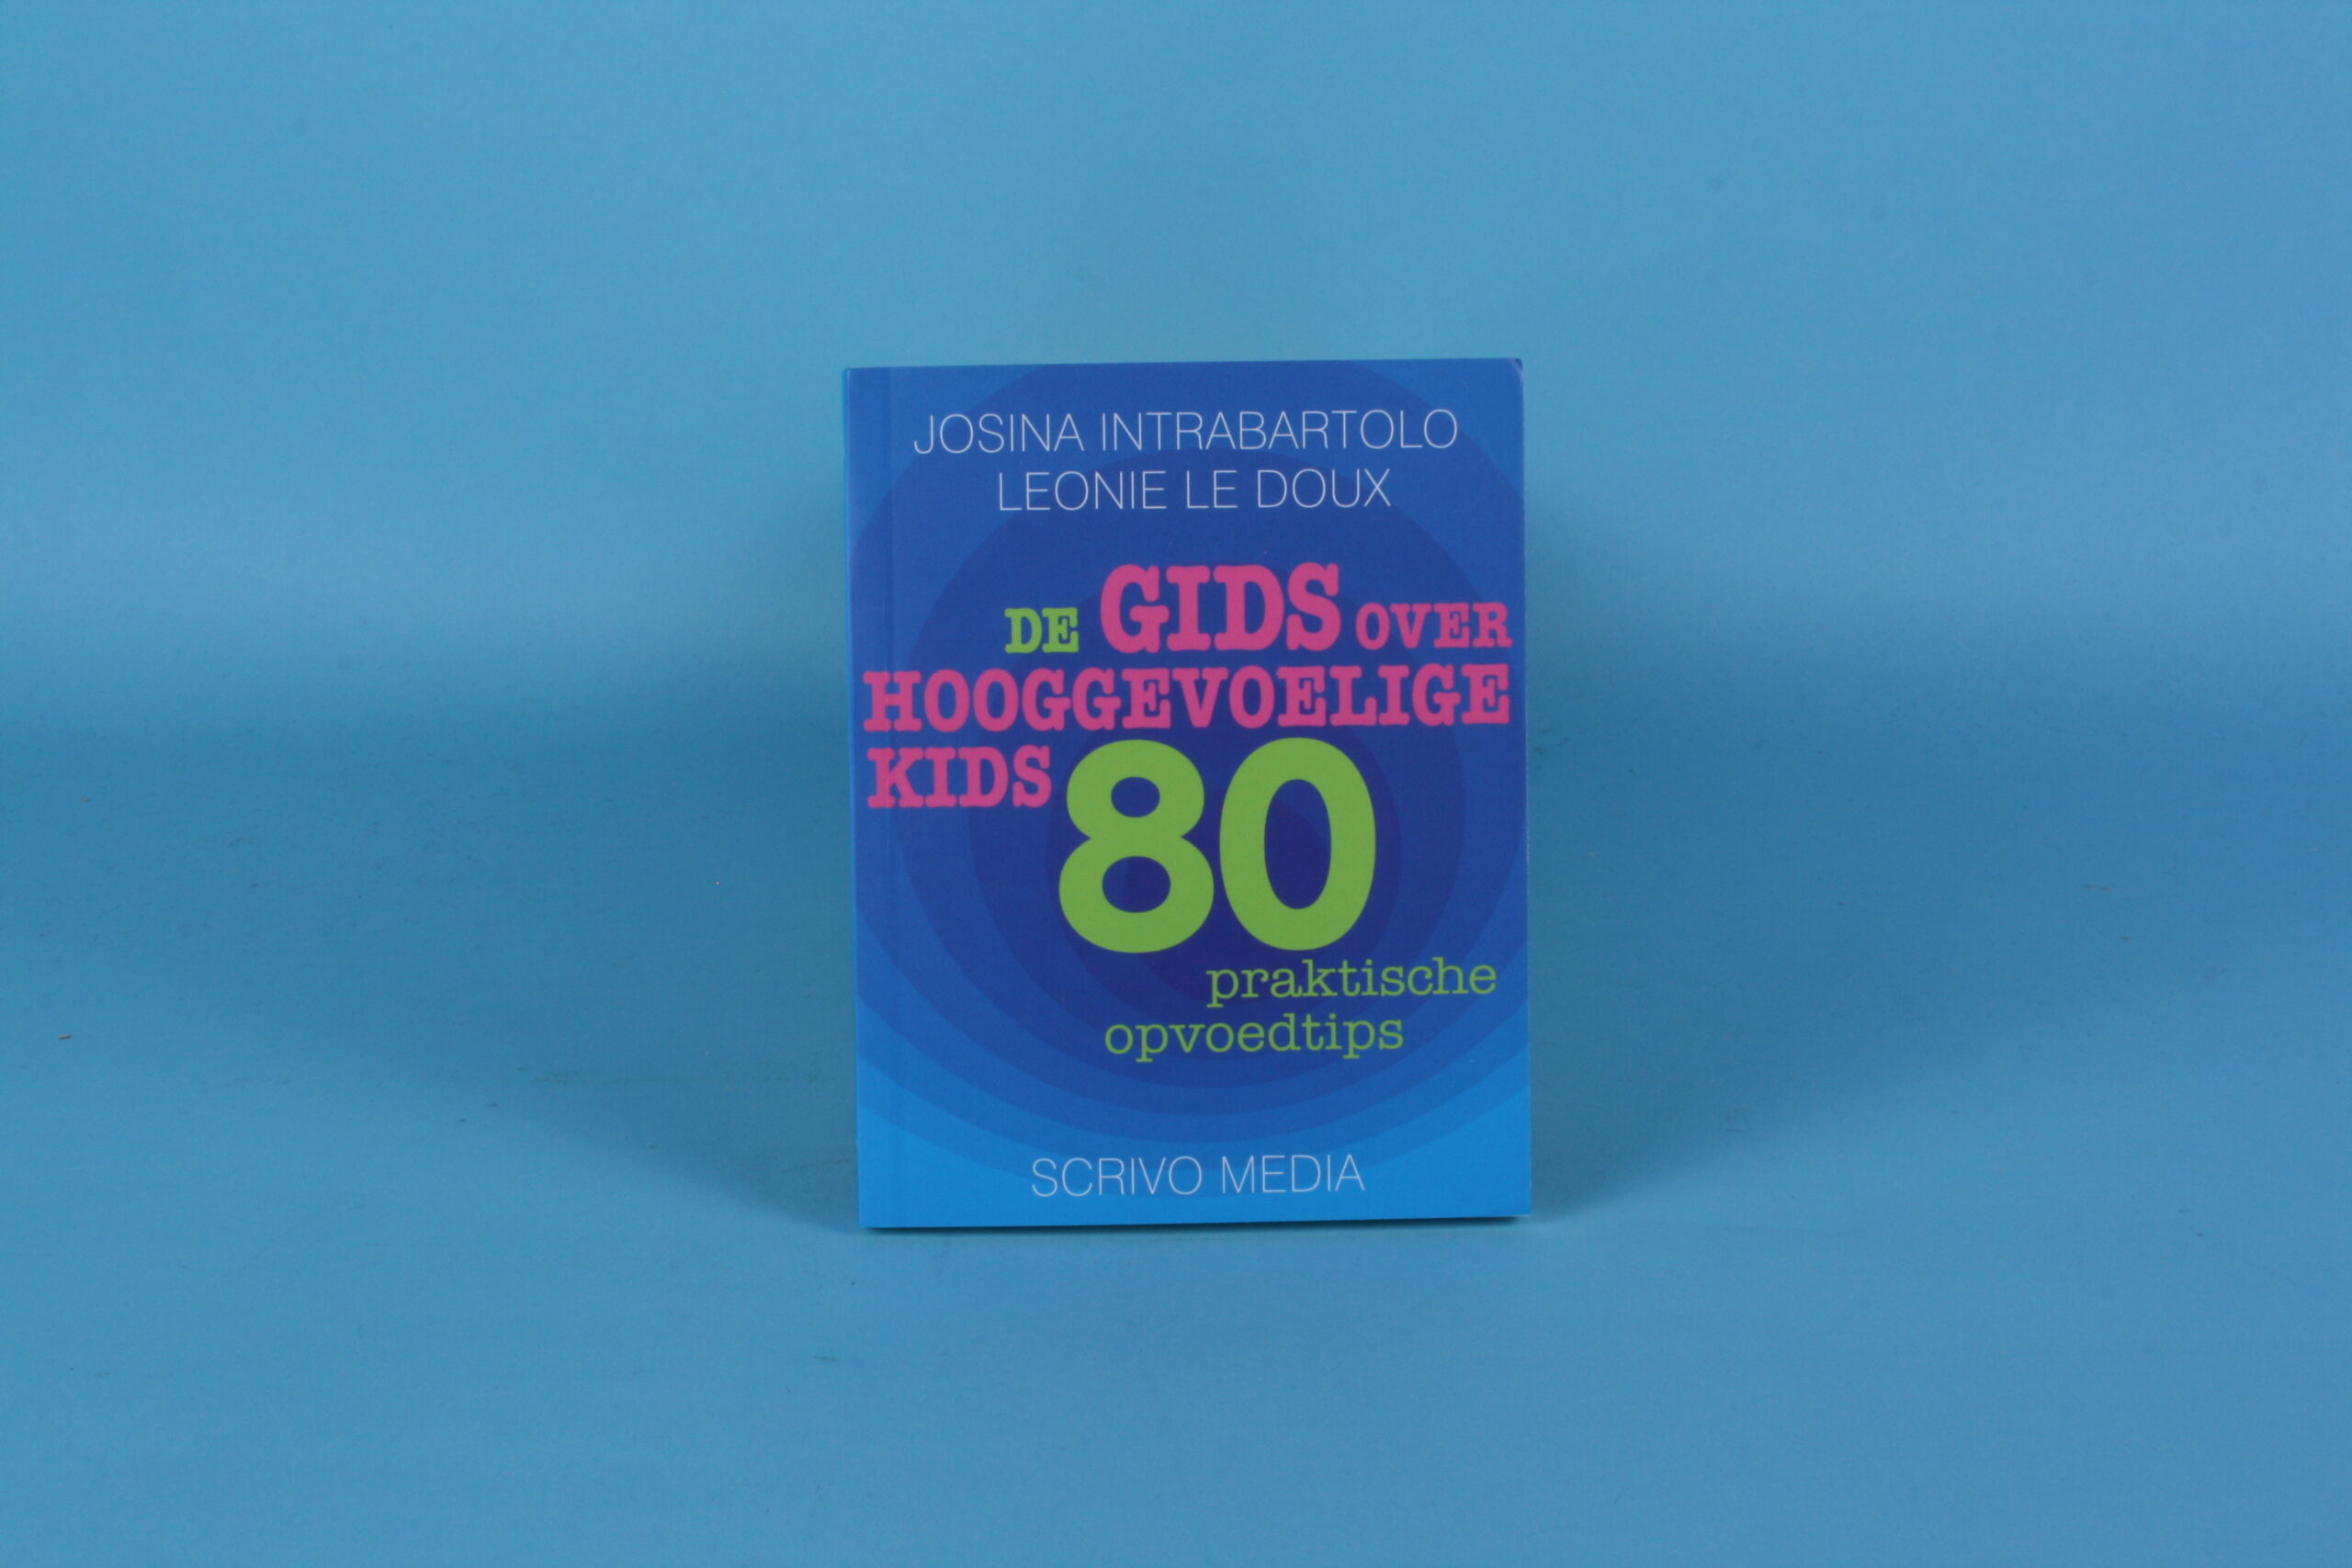 JOSINA INTRABARTOLO
LEONIE LE DOUX
DE GIDS OVER
HOOGGEVOELIGE
KIDS 80
praktische
opvoedtips
SCRIVO MEDIA